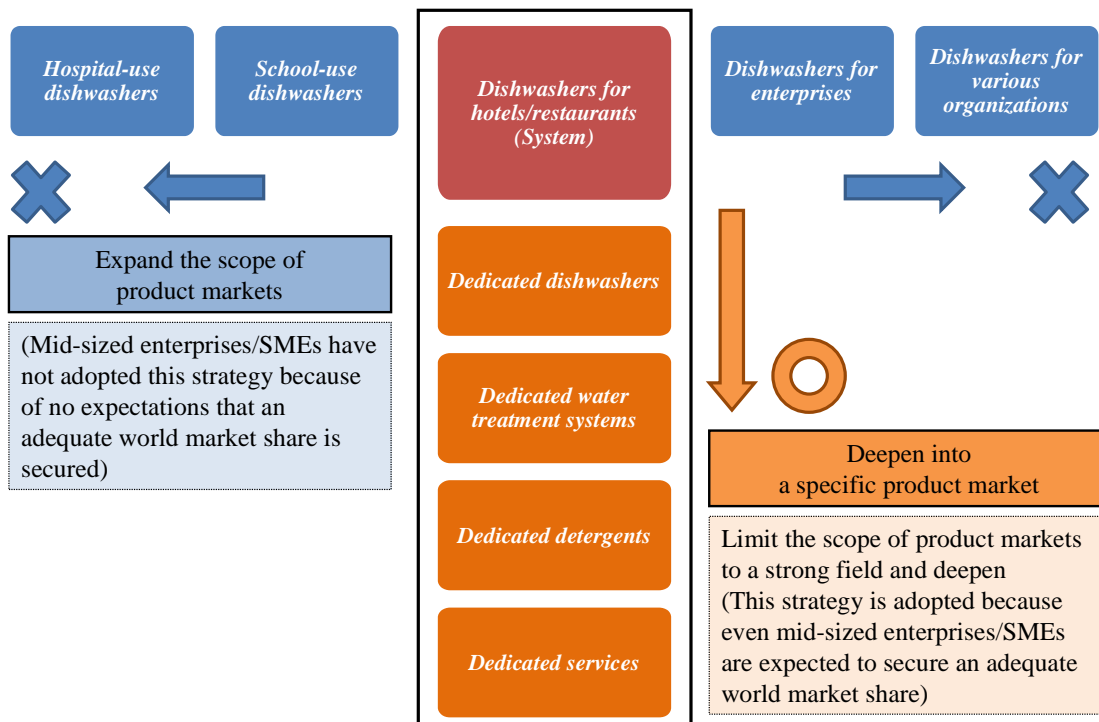 Hospital-use
dishwashers
School-use
dishwashers
Dishwashers for
hotels/restaurants
(System)
Dishwashers for
enterprises
Dishwashers for
various
organizations
Expand the scope of
product markets
(Mid-sized enterprises/SMEs have
not adopted this strategy because
of no expectations that an
adequate world market share is
secured)
Dedicated dishwashers
Dedicated water
treatment systems
Dedicated detergents
Dedicated services
Deepen into
a specific product market
Limit the scope of product markets
to a strong field and deepen
(This strategy is adopted because
even mid-sized enterprises/SMEs
are expected to secure an adequate
world market share)